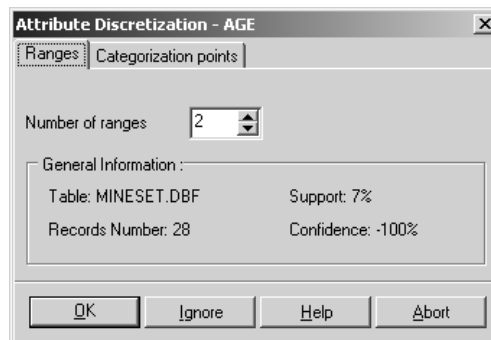 Attribute Discretization - AGE
Ranges Categorization points
Number of ranges 2
General Information :
Table: MINESET.DBF Support: 7%
Records Number: 28 Confidence: -100%
OK Ignore Help Abort